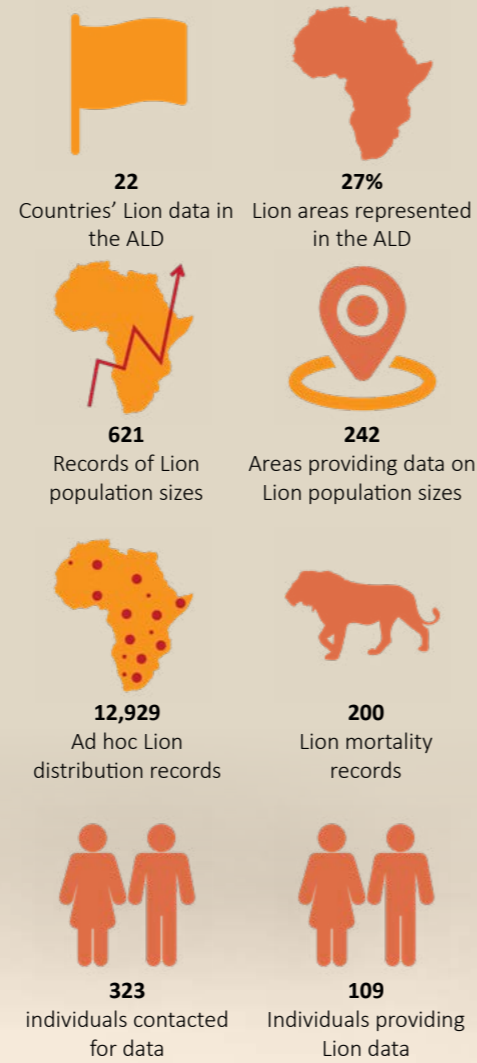 22
Countries' Lion data in
the ALD
27%
Lion areas represented
in the ALD
621
Records of Lion
population sizes
242
Areas providing data on
Lion population sizes
12,929
Ad hoc Lion
distribution records
200
Lion mortality
records
323
individuals contacted
for data
109
Individuals providing
Lion data